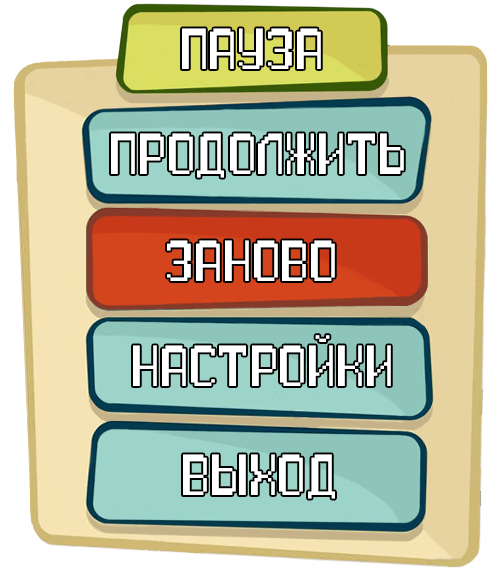 ПАУЗА
ПРОДОЛЖИТЬ
ЗАНОВО
НАСТРОЙКИ
ВЫХОД